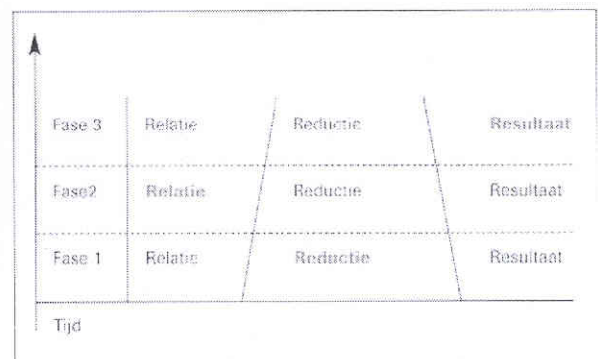 Fase 3 Relatie Reductie Resultaat
Fase2 Relatie Reductie Resultaat
Fase 1 Relatie Reductie Resultaat
Tijd